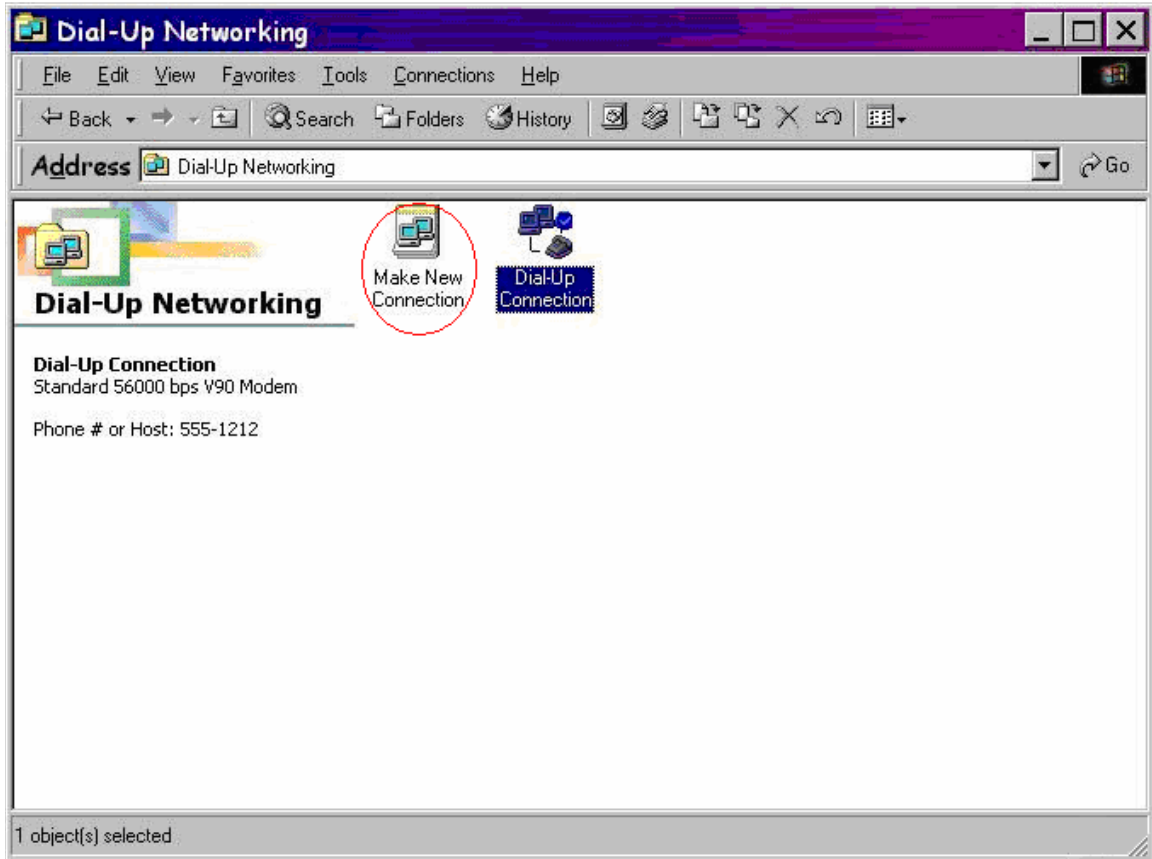 Dial-Up Networking
File Edit View Favorites Tools Connections Help
Back Search Folders History
Address Dial-Up Networking Go
Make New
Connection
Dial-Up
Connection
Dial-Up Networking
Dial-Up Connection
Standard 56000 bps V90 Modem
Phone # or Host: 555-1212
1 object(s) selected